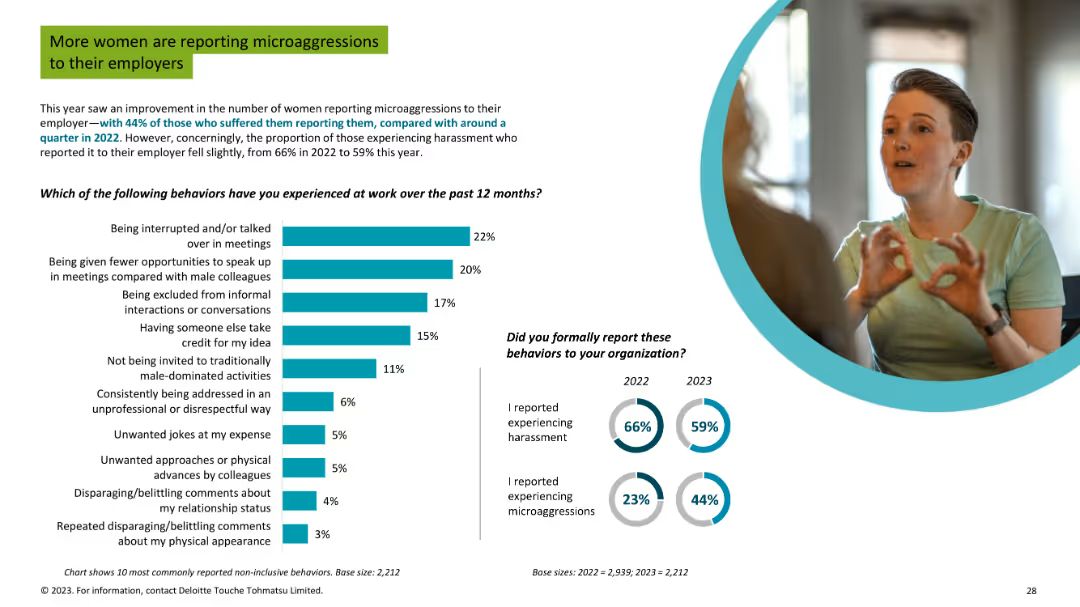 More women are reporting microaggressions
to their employers
This year saw an improvement in the number of women reporting microaggressions to their
employer—with 44% of those who suffered them reporting them, compared with around a
quarter in 2022. However, concerningly, the proportion of those experiencing harassment who
reported it to their employer fell slightly, from 66% in 2022 to 59% this year.
Which of the following behaviors have you experienced at work over the past 12 months?
Being interrupted and/or talked
over in meetings
22%
Being given fewer opportunities to speak up
in meetings compared with male colleagues
20%
Being excluded from informal
interactions or conversations
17%
Having someone else take
credit for my idea
15%
Not being invited to traditionally
male-dominated activities
11%
Consistently being addressed in an
unprofessional or disrespectful way
6%
Unwanted jokes at my expense
5%
Unwanted approaches or physical
advances by colleagues
5%
Disparaging/belittling comments about
my relationship status
4%
Repeated disparaging/belittling comments
about my physical appearance
3%
Chart shows 10 most commonly reported non-inclusive behaviors. Base size: 2,212
Did you formally report these
behaviors to your organization?
2022 2023
I reported
experiencing
harassment
66% 59%
I reported
experiencing
microaggressions
23% 44%
Base sizes: 2022 = 2,939; 2023 = 2,212
© 2023. For information, contact Deloitte Touche Tohmatsu Limited.
28